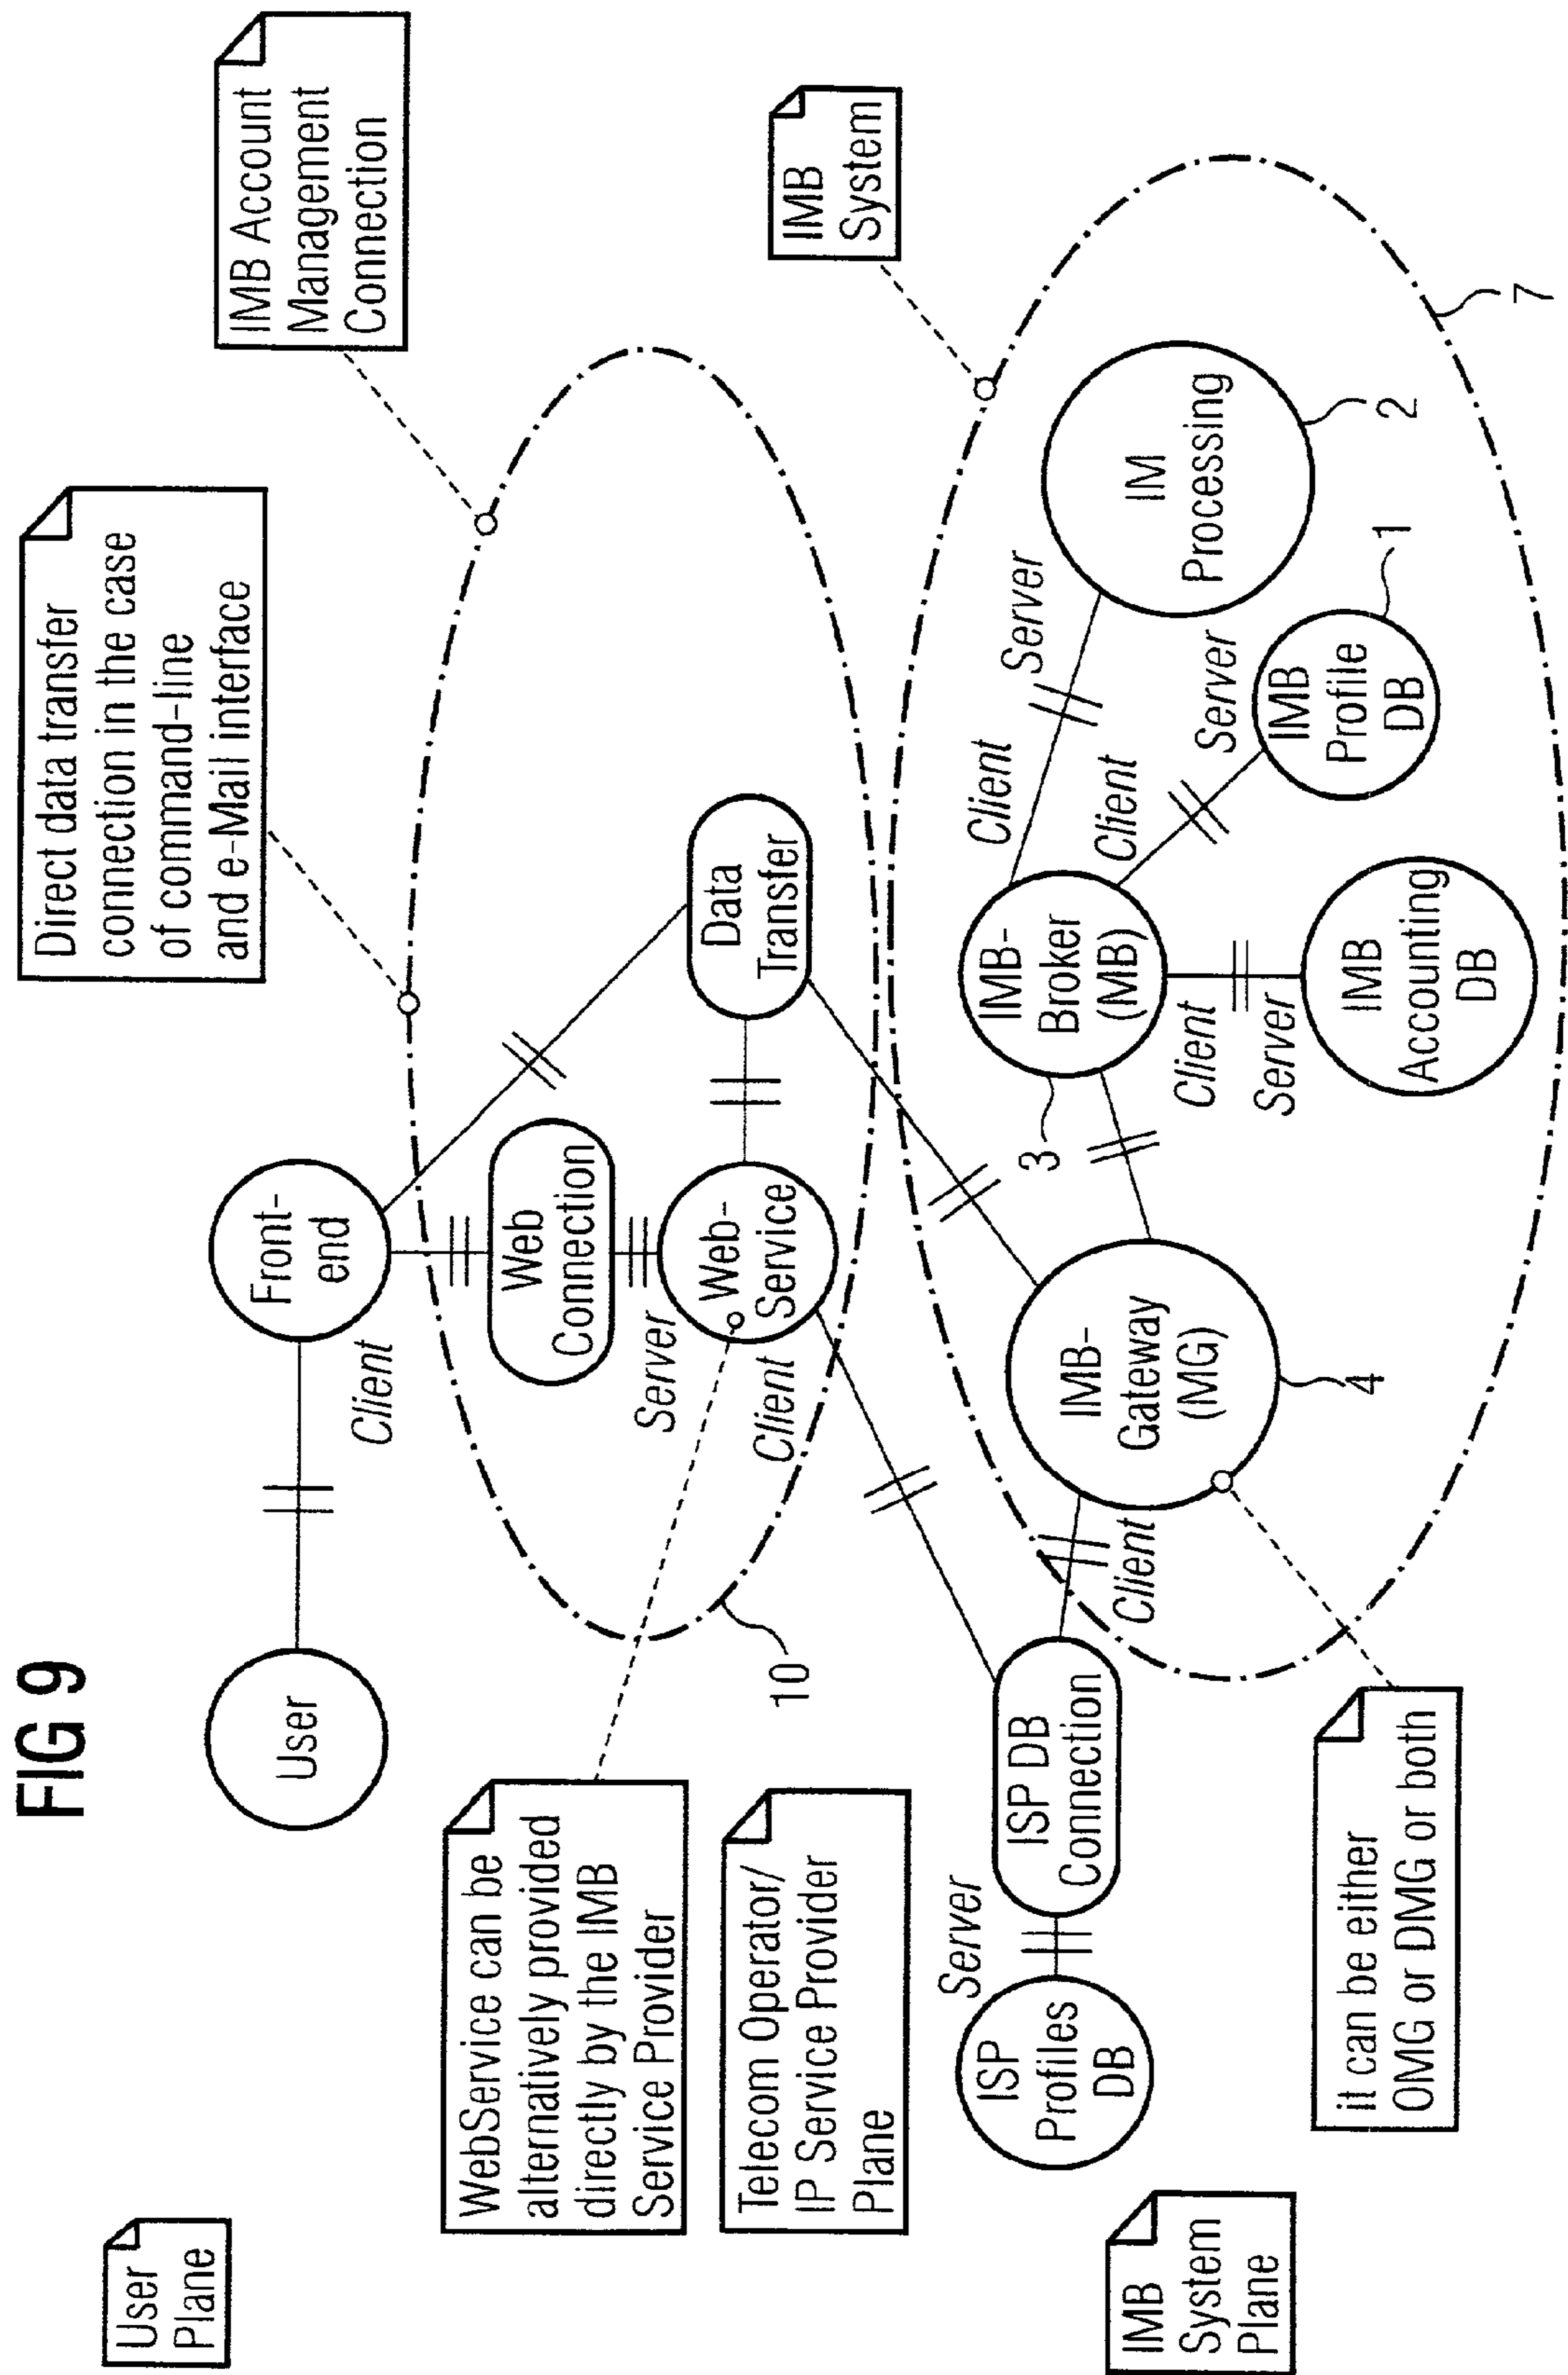 FIG 9
User
Plane
User
Front-
end
Client
Direct data transfer
connection in the case
of command-line
and e-Mail interface
IMB Account
Management
Connection
WebService can be
alternatively provided
directly by the IMB
Service Provider
Web
Connection
Server
Web-
Service
Client
Data
Transfer
10
Telecom Operator/
IP Service Provider
Plane
IMB
System
Server
ISP
Profiles
DB
ISP DB
Connection
Client
IMB-
Gateway
(MG)
4
3
IMB-
Broker
(MB)
Client
Server
IM
Processing
2
Client
Server
IMB
Profile
DB
1
Client
Server
IMB
Accounting
DB
7
IMB
System
Plane
it can be either
OMG or DMG or both